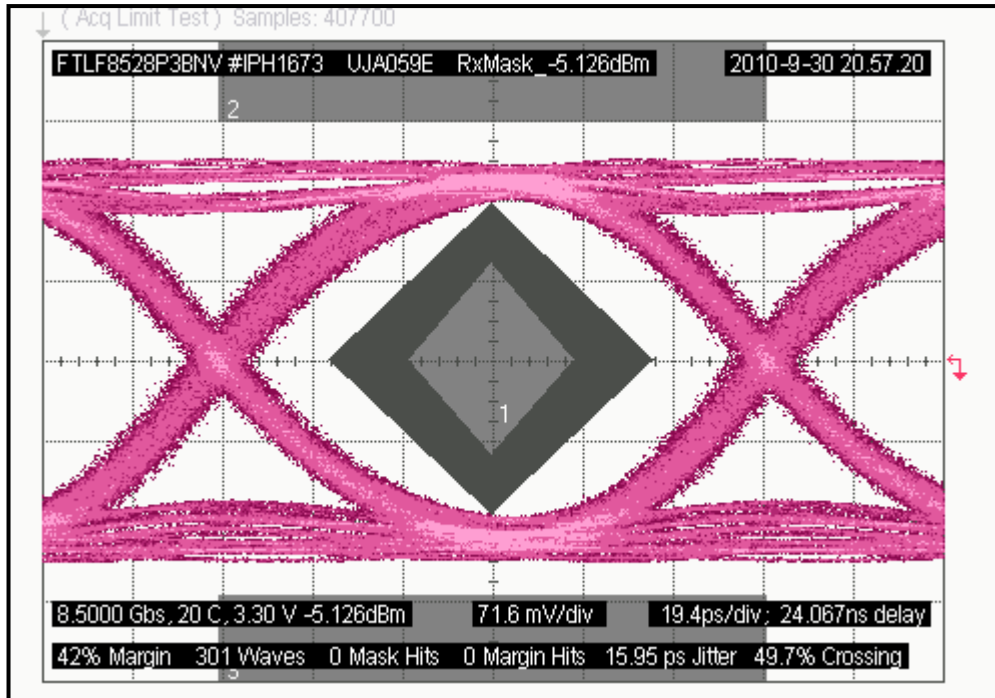 ( Acq Limit Test ) Samples: 407700
FTLF8528P3BNV #IPH1673 UJA059E RxMask_-5.126dBm 2010-9-30 20.57.20
2
1
8.5000 Gbs, 20 C, 3.30 V -5.126dBm 71.6 mV/div 19.4ps/div; 24.067ns delay
42% Margin 301 Waves 0 Mask Hits 0 Margin Hits 15.95 ps Jitter 49.7% Crossing